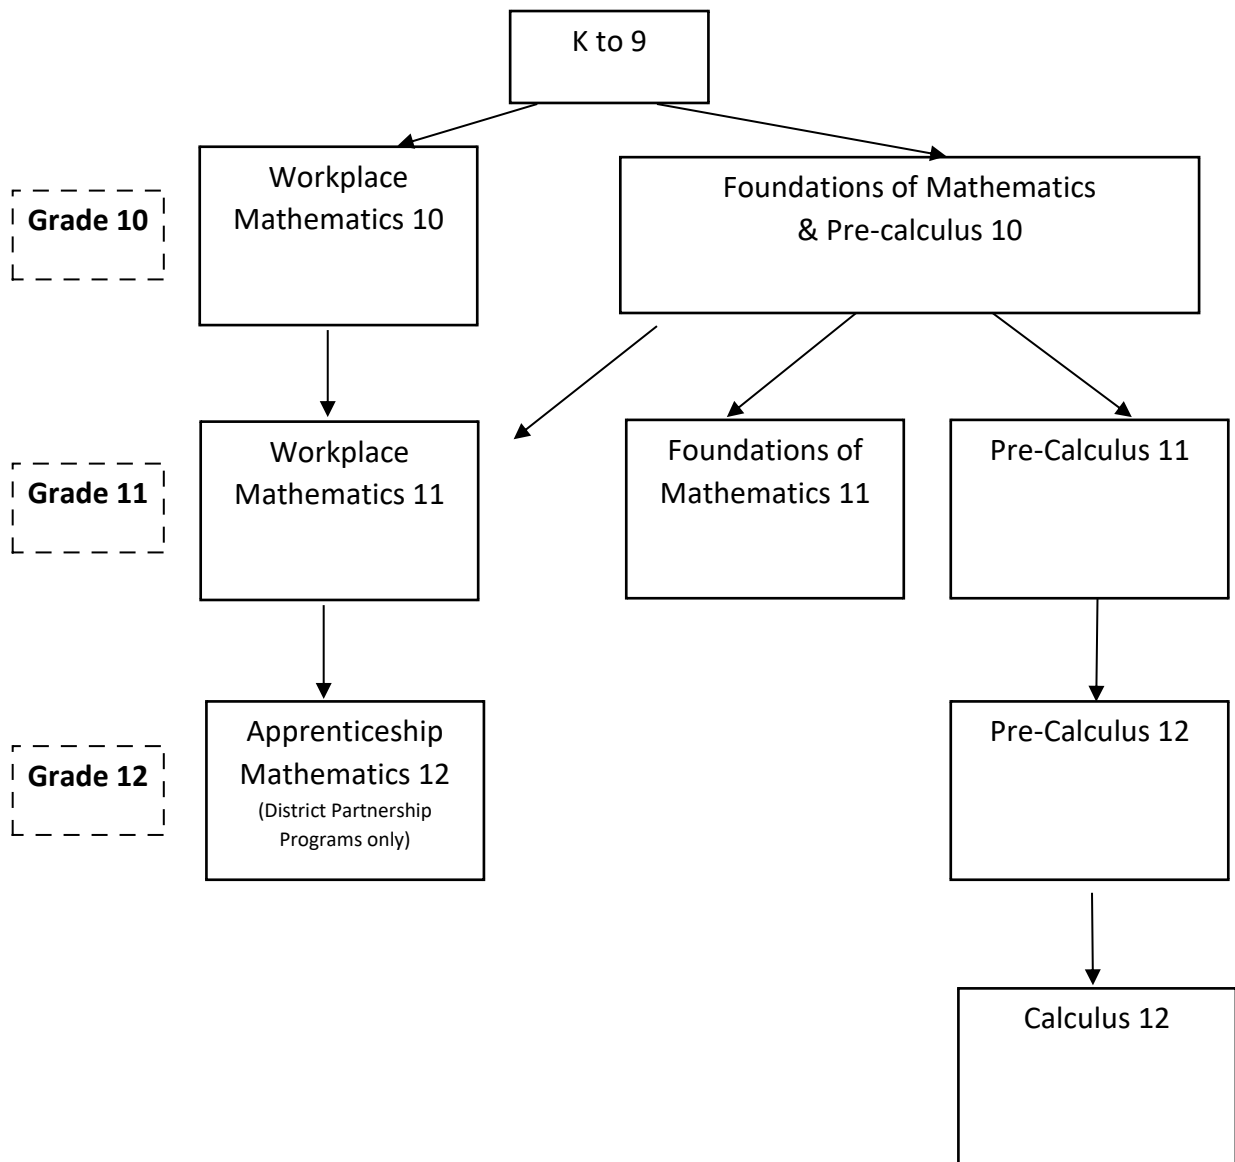 K to 9
Grade 10
Workplace
Mathematics 10
Foundations of Mathematics
& Pre-calculus 10
Grade 11
Workplace
Mathematics 11
Foundations of
Mathematics 11
Pre-Calculus 11
Grade 12
Apprenticeship
Mathematics 12
(District Partnership
Programs only)
Pre-Calculus 12
Calculus 12